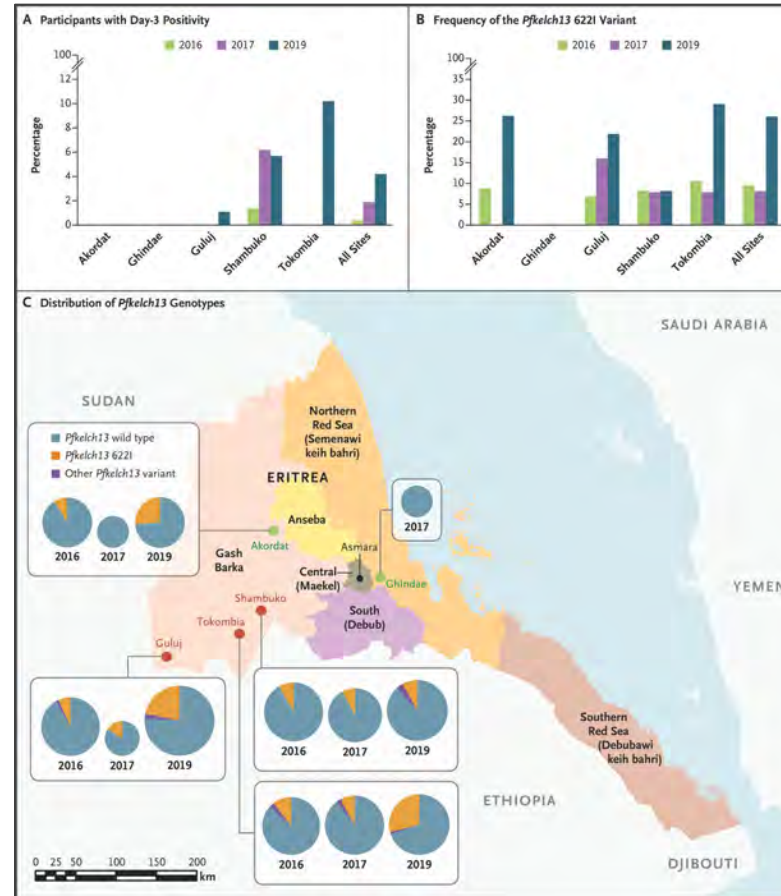 A Participants with Day-3 Positivity
2016 2017 2019
Percentage
100
12
10
8
6
4
2
0
Akordat
Ghindae
Guluj
Shambuko
Tokombia
All Sites
B Frequency of the Pfkelch13 622I Variant
2016 2017 2019
Percentage
100
35
30
25
20
15
10
5
0
Akordat
Ghindae
Guluj
Shambuko
Tokombia
All Sites
C Distribution of Pfkelch13 Genotypes
SAUDI ARABIA
SUDAN
Pfkelch13 wild type
Pfkelch13 622I
Other Pfkelch13 variant
2016 2017 2019
Northern
Red Sea
(Semenawi
keih bahri)
ERITREA
Anseba
Akordat
2017
Gash
Barka
Asmara
Central
(Maekel)
Ghindae
YEMEN
Shambuko
South
(Debub)
Tokombia
Guluj
2016 2017 2019
2016 2017 2019
Southern
Red Sea
(Debubawi
keih bahri)
ETHIOPIA
2016 2017 2019
DJIBOUTI
0 25 50 100 150 200
km